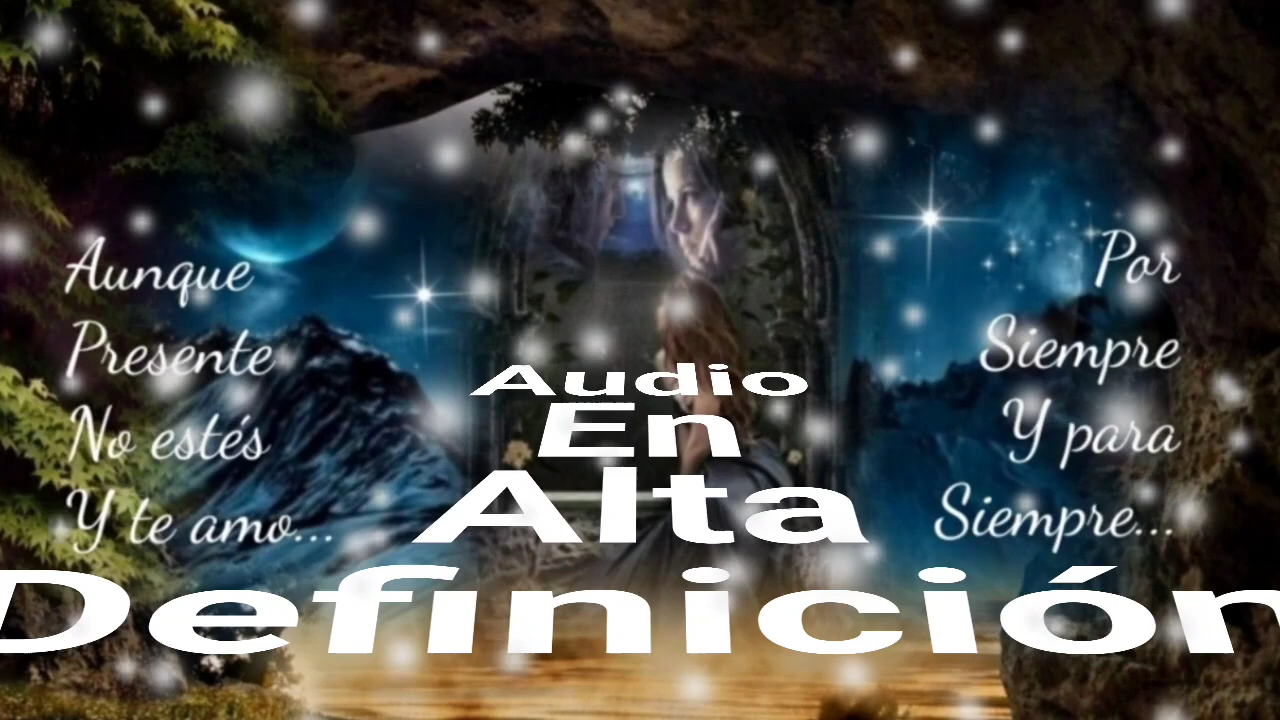 Aunque
Presente
No estés
Y te amo...
Por
Siempre
Y para
Siempre...
Audio
En
Alta
Definición